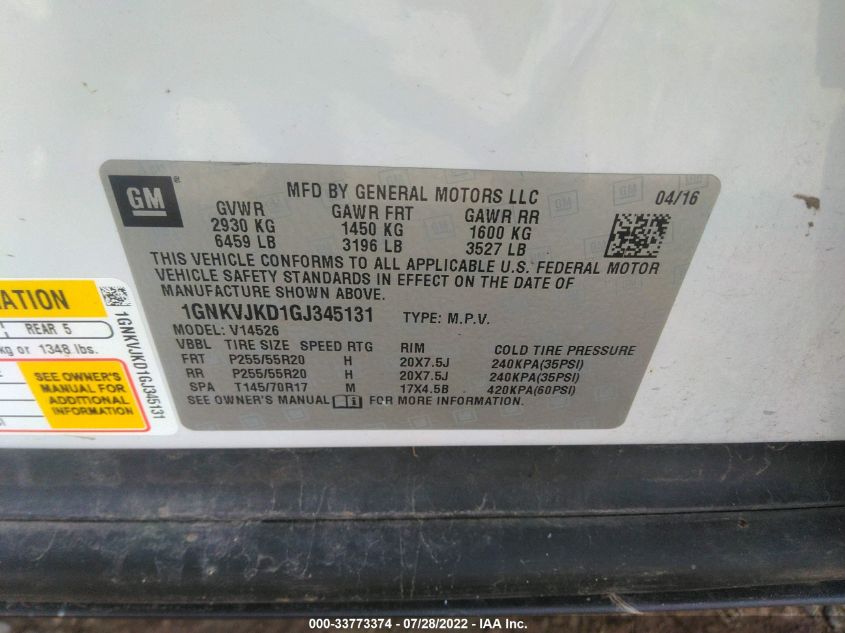 GM
MFD BY GENERAL MOTORS LLC
04/16
GVWR GAWR FRT GAWR RR
2930 KG 1450 KG 1600 KG
6459 LB 3196 LB 3527 LB
THIS VEHICLE CONFORMS TO ALL APPLICABLE U.S. FEDERAL MOTOR
VEHICLE SAFETY STANDARDS IN EFFECT ON THE DATE OF
MANUFACTURE SHOWN ABOVE.
1GNKVJKD1GJ345131 TYPE: M.P.V.
MODEL: V14526
VBBL TIRE SIZE SPEED RTG RIM COLD TIRE PRESSURE
FRT P255/55R20 H 20X7.5J 240KPA(35PSI)
RR P255/55R20 H 20X7.5J 240KPA(35PSI)
SPA T145/70R17 M 17X4.5B 420KPA(60PSI)
SEE OWNER'S MANUAL FOR MORE INFORMATION.
REAR 5
kg or 1348 lbs.
SEE OWNER'S
MANUAL FOR
ADDITIONAL
INFORMATION
1GNKVJKD1GJ345131
000-33773374 / 07/28/2022 - IAA Inc.